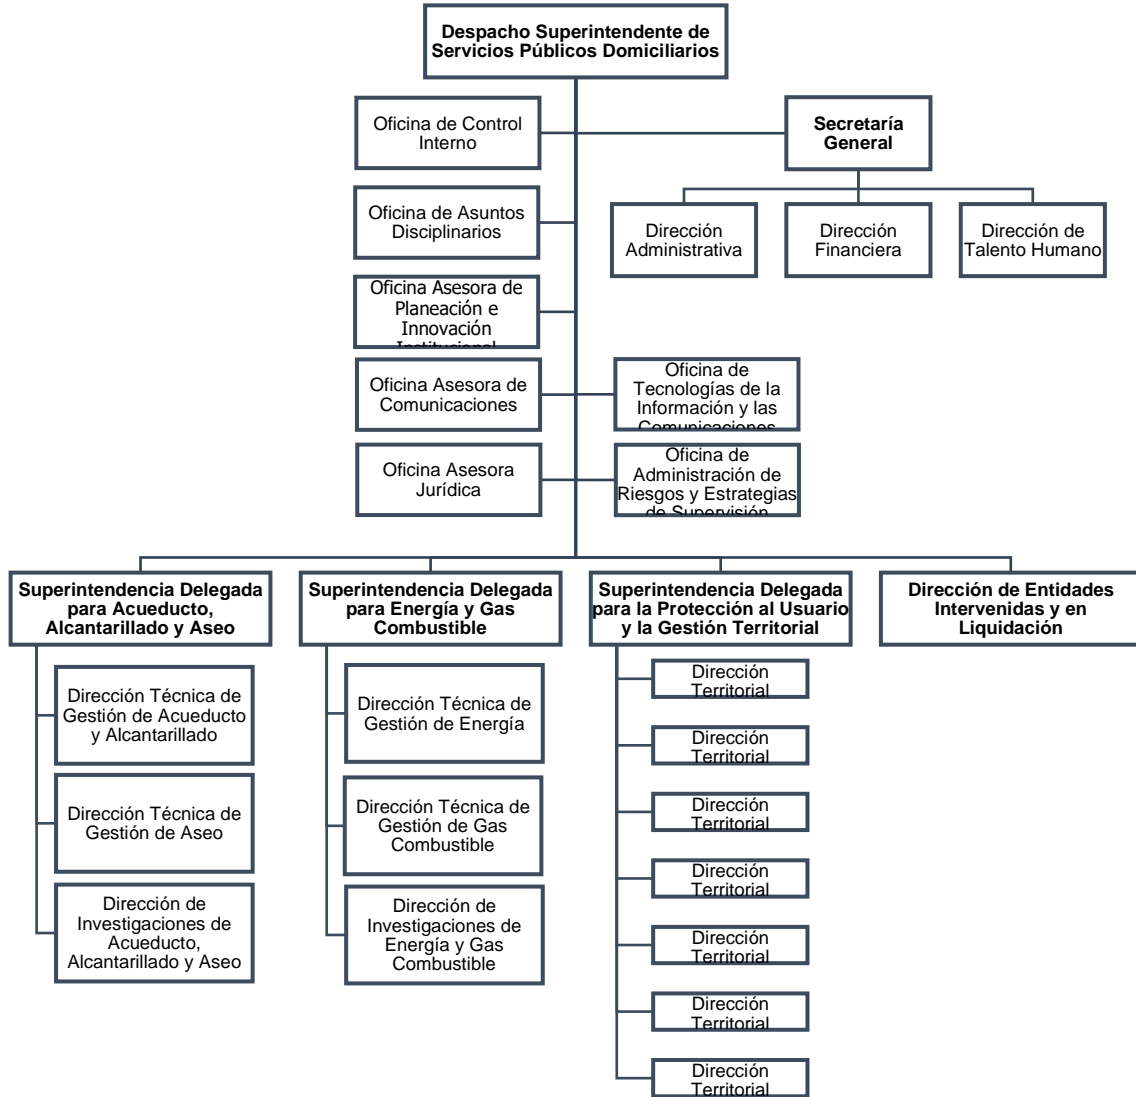 Despacho Superintendente de
Servicios Públicos Domiciliarios
Oficina de Control
Interno
Secretaría
General
Oficina de Asuntos
Disciplinarios
Dirección
Administrativa
Dirección
Financiera
Dirección de
Talento Humano
Oficina Asesora de
Planeación e
Innovación
Institucional
Oficina Asesora de
Comunicaciones
Oficina de
Tecnologías de la
Información y las
Comunicaciones
Oficina Asesora
Jurídica
Oficina de
Administración de
Riesgos y Estrategias
de Supervisión
Superintendencia Delegada
para Acueducto,
Alcantarillado y Aseo
Superintendencia Delegada
para Energía y Gas
Combustible
Superintendencia Delegada
para la Protección al Usuario
y la Gestión Territorial
Dirección de Entidades
Intervenidas y en
Liquidación
Dirección Técnica de
Gestión de Acueducto
y Alcantarillado
Dirección Técnica de
Gestión de Aseo
Dirección de
Investigaciones de
Acueducto,
Alcantarillado y Aseo
Dirección Técnica de
Gestión de Energía
Dirección Técnica de
Gestión de Gas
Combustible
Dirección de
Investigaciones de
Energía y Gas
Combustible
Dirección
Territorial
Dirección
Territorial
Dirección
Territorial
Dirección
Territorial
Dirección
Territorial
Dirección
Territorial
Dirección
Territorial